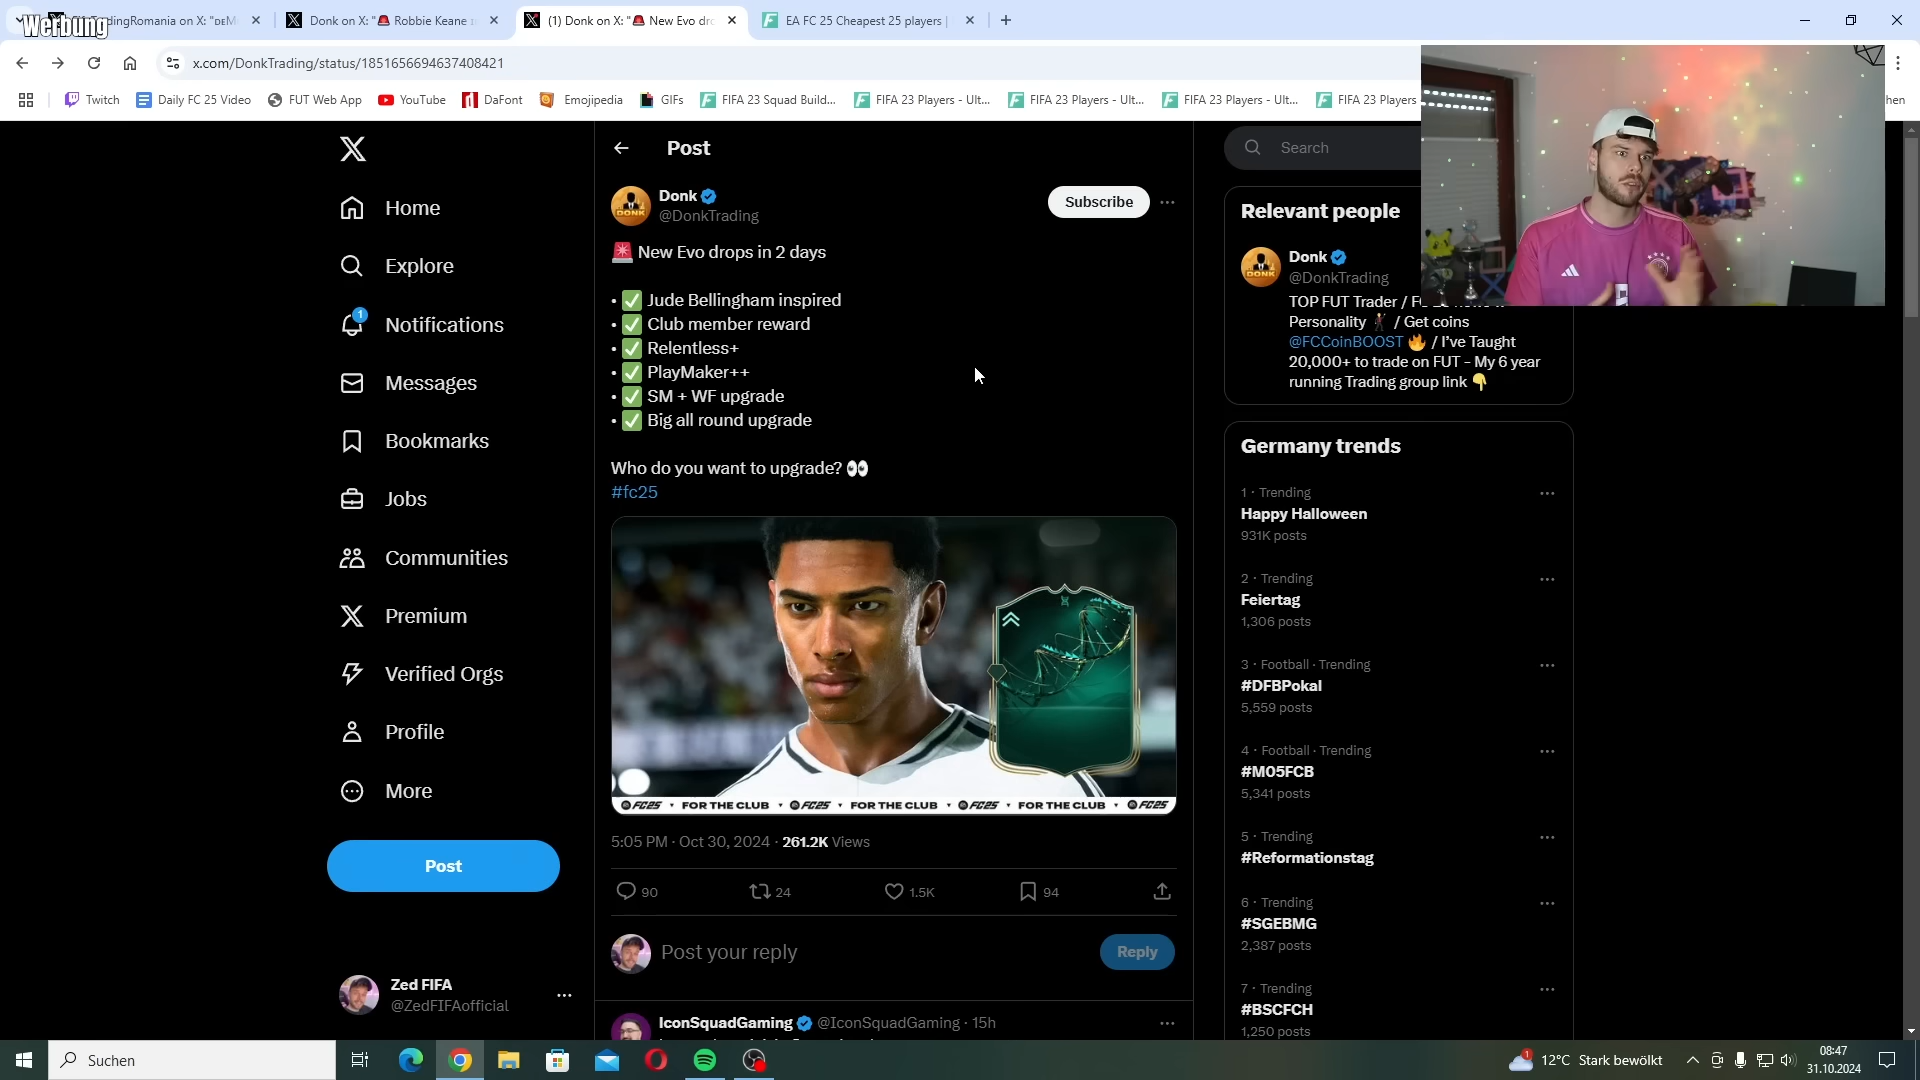 Werbung
TradingRomania on X: "ᴅᴇM
Donk on X: "🚨 Robbie Keane
(1) Donk on X: "🚨 New Evo dro
EA FC 25 Cheapest 25 players |
x.com/DonkTrading/status/1851656694637408421
Twitch
Daily FC 25 Video
FUT Web App
YouTube
DaFont
Emojipedia
GIFs
FIFA 23 Squad Build...
FIFA 23 Players - Ult...
FIFA 23 Players - Ult...
FIFA 23 Players - Ult...
FIFA 23 Players
hen
Home
Explore
1
Notifications
Messages
Bookmarks
Jobs
Communities
Premium
Verified Orgs
Profile
More
Post
Zed FIFA
@ZedFIFAofficial
Post
Donk
@DonkTrading
Subscribe
🚨 New Evo drops in 2 days
• ✅ Jude Bellingham inspired
• ✅ Club member reward
• ✅ Relentless+
• ✅ PlayMaker++
• ✅ SM + WF upgrade
• ✅ Big all round upgrade
Who do you want to upgrade? 👀
#fc25
FC25 • FOR THE CLUB • FC25 • FOR THE CLUB • FC25 • FOR THE CLUB • FC25
5:05 PM · Oct 30, 2024 · 261.2K Views
90
24
1.5K
94
Post your reply
Reply
IconSquadGaming @IconSquadGaming · 15h
Search
Relevant people
Donk
@DonkTrading
TOP FUT Trader /
Personality 🕺 / Get coins
@FCCoinBOOST 🔥 / I've Taught
20,000+ to trade on FUT - My 6 year
running Trading group link 👇
Germany trends
1 · Trending
Happy Halloween
931K posts
2 · Trending
Feiertag
1,306 posts
3 · Football · Trending
#DFBPokal
5,559 posts
4 · Football · Trending
#M05FCB
5,341 posts
5 · Trending
#Reformationstag
6 · Trending
#SGEBMG
2,387 posts
7 · Trending
#BSCFCH
1,250 posts
Suchen
1
12°C Stark bewölkt
08:47
31.10.2024